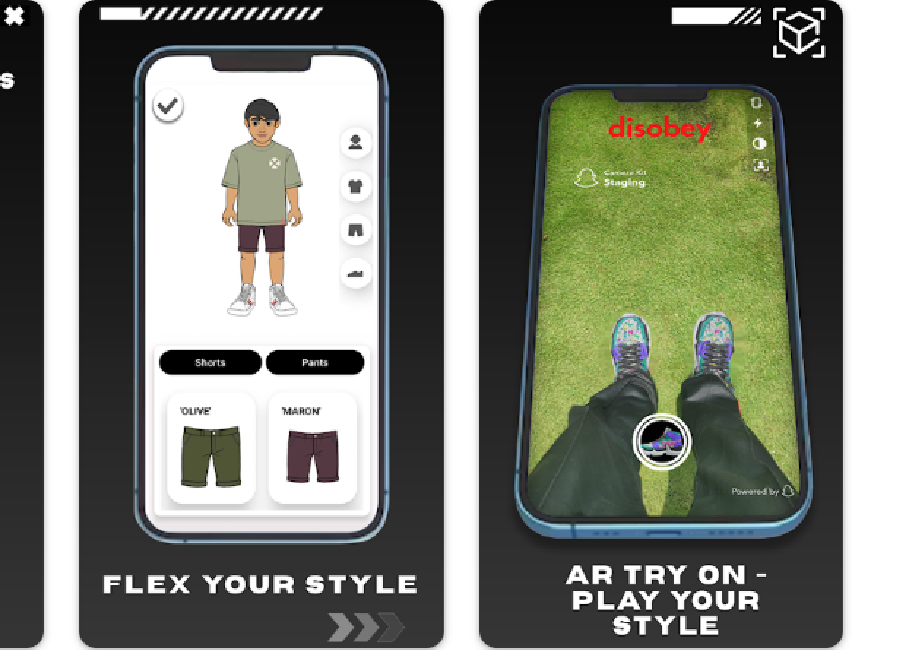 s
Shorts
Pants
'OLIVE'
'MARON'
FLEX YOUR STYLE
disobey
Camera Kit
Staging
Powered by
AR TRY ON -
PLAY YOUR
STYLE